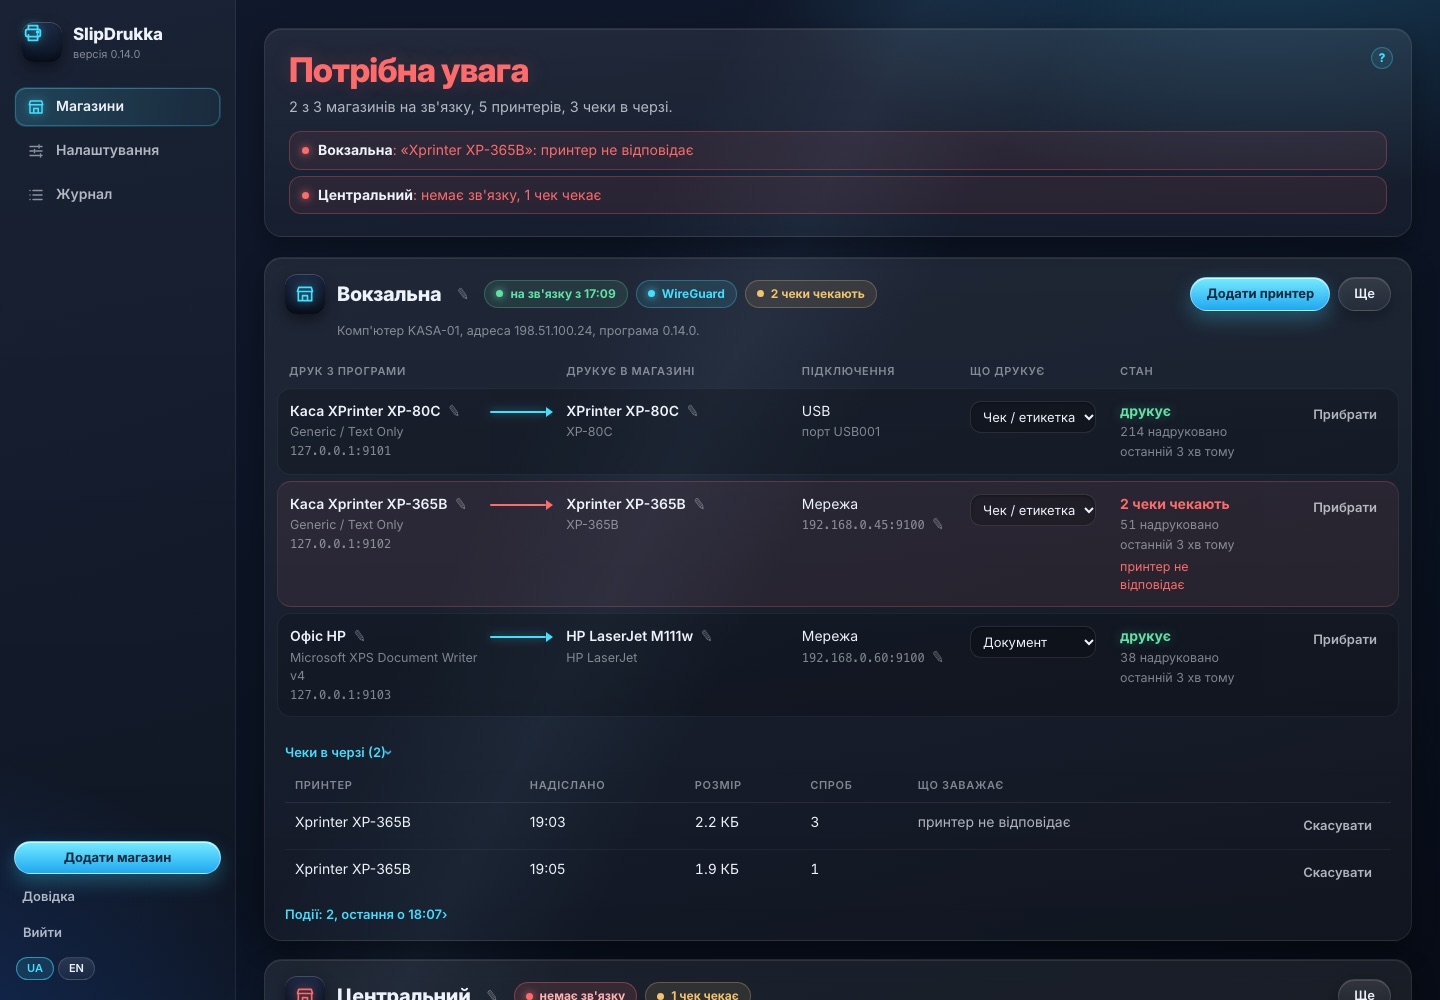 SlipDrukka
версія 0.14.0
Магазини
Налаштування
Журнал
Додати магазин
Довідка
Вийти
UA EN
Потрібна увага
?
2 з 3 магазинів на зв'язку, 5 принтерів, 3 чеки в черзі.
Вокзальна: «Xprinter XP-365B»: принтер не відповідає
Центральний: немає зв'язку, 1 чек чекає
Вокзальна на зв'язку з 17:09 WireGuard 2 чеки чекають Додати принтер Ще
Комп'ютер KASA-01, адреса 198.51.100.24, програма 0.14.0.
ДРУК З ПРОГРАМИ ДРУКУЄ В МАГАЗИНІ ПІДКЛЮЧЕННЯ ЩО ДРУКУЄ СТАН
Каса XPrinter XP-80C XPrinter XP-80C USB Чек / етикетка друкує Прибрати
Generic / Text Only XP-80C порт USB001 214 надруковано
127.0.0.1:9101 останній 3 хв тому
Каса Xprinter XP-365B Xprinter XP-365B Мережа Чек / етикетка 2 чеки чекають Прибрати
Generic / Text Only XP-365B 192.168.0.45:9100 51 надруковано
127.0.0.1:9102 останній 3 хв тому
принтер не
відповідає
Офіс HP HP LaserJet M111w Мережа Документ друкує Прибрати
Microsoft XPS Document Writer HP LaserJet 192.168.0.60:9100 38 надруковано
v4 останній 3 хв тому
127.0.0.1:9103
Чеки в черзі (2)
ПРИНТЕР НАДІСЛАНО РОЗМІР СПРОБ ЩО ЗАВАЖАЄ
Xprinter XP-365B 19:03 2.2 КБ 3 принтер не відповідає Скасувати
Xprinter XP-365B 19:05 1.9 КБ 1 Скасувати
Події: 2, остання о 18:07›
Центральний немає зв'язку 1 чек чекає Ще